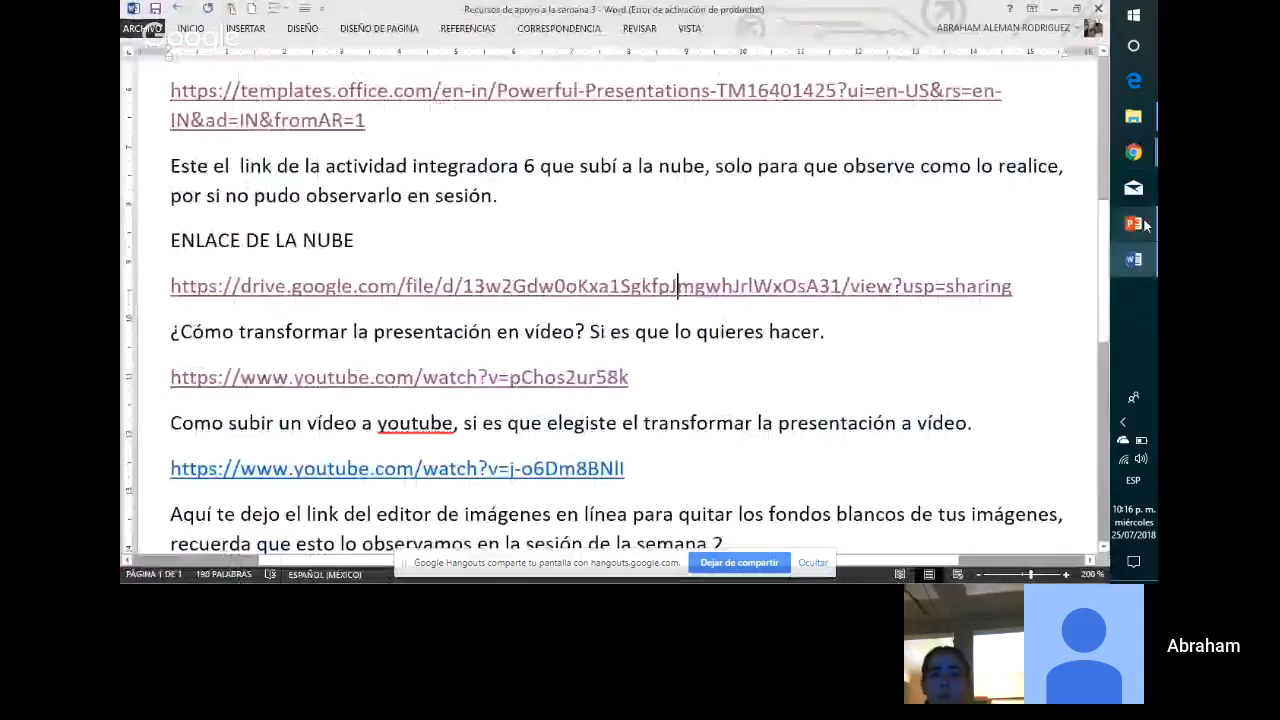 Recursos de apoyo a la semana 3 - Word (Error de activación de productos)
ARCHIVO INICIO INSERTAR DISEÑO DISEÑO DE PÁGINA REFERENCIAS CORRESPONDENCIA REVISAR VISTA ABRAHAM ALEMAN RODRIGUEZ
Google
https://templates.office.com/en-in/Powerful-Presentations-TM16401425?ui=en-US&rs=en-
IN&ad=IN&fromAR=1
Este el link de la actividad integradora 6 que subí a la nube, solo para que observe como lo realice,
por si no pudo observarlo en sesión.
ENLACE DE LA NUBE
https://drive.google.com/file/d/13w2Gdw0oKxa1SgkfpJmgwhJrlWxOsA31/view?usp=sharing
¿Cómo transformar la presentación en vídeo? Si es que lo quieres hacer.
https://www.youtube.com/watch?v=pChos2ur58k
Como subir un vídeo a youtube, si es que elegiste el transformar la presentación a vídeo.
https://www.youtube.com/watch?v=j-o6Dm8BNlI
Aquí te dejo el link del editor de imágenes en línea para quitar los fondos blancos de tus imágenes,
recuerda que esto lo observamos en la sesión de la semana 2
Google Hangouts comparte tu pantalla con hangouts.google.com. Dejar de compartir Ocultar
PÁGINA 1 DE 1 190 PALABRAS ESPAÑOL (MÉXICO) 200 %
ESP
10:16 p. m.
miércoles
25/07/2018
Abraham